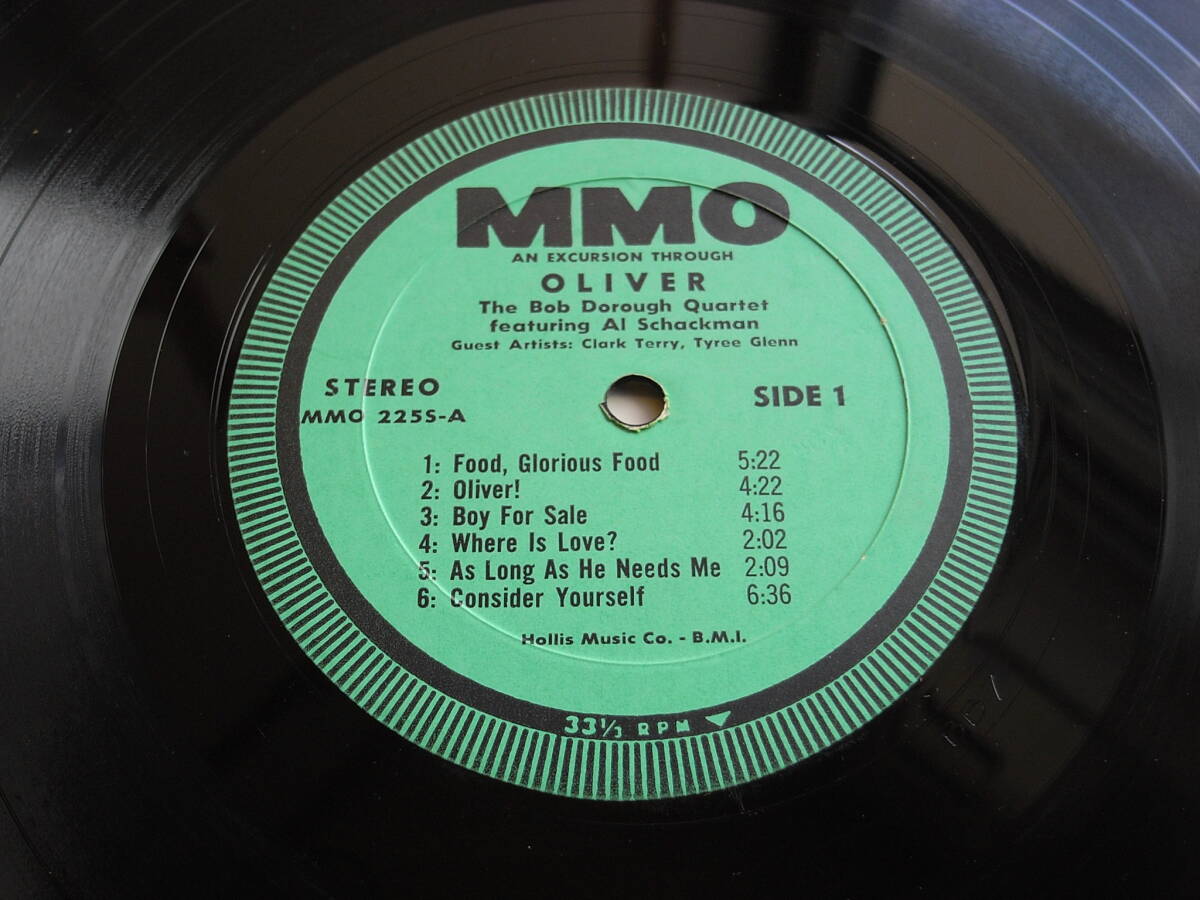 MMO
AN EXCURSION THROUGH
OLIVER
The Bob Dorough Quartet
featuring Al Schackman
Guest Artists: Clark Terry, Tyree Glenn
STEREO
MMO 225S-A
SIDE 1
1: Food, Glorious Food 5:22
2: Oliver! 4:22
3: Boy For Sale 4:16
4: Where Is Love? 2:02
5: As Long As He Needs Me 2:09
6: Consider Yourself 6:36
Hollis Music Co. - B.M.I.
33⅓ RPM